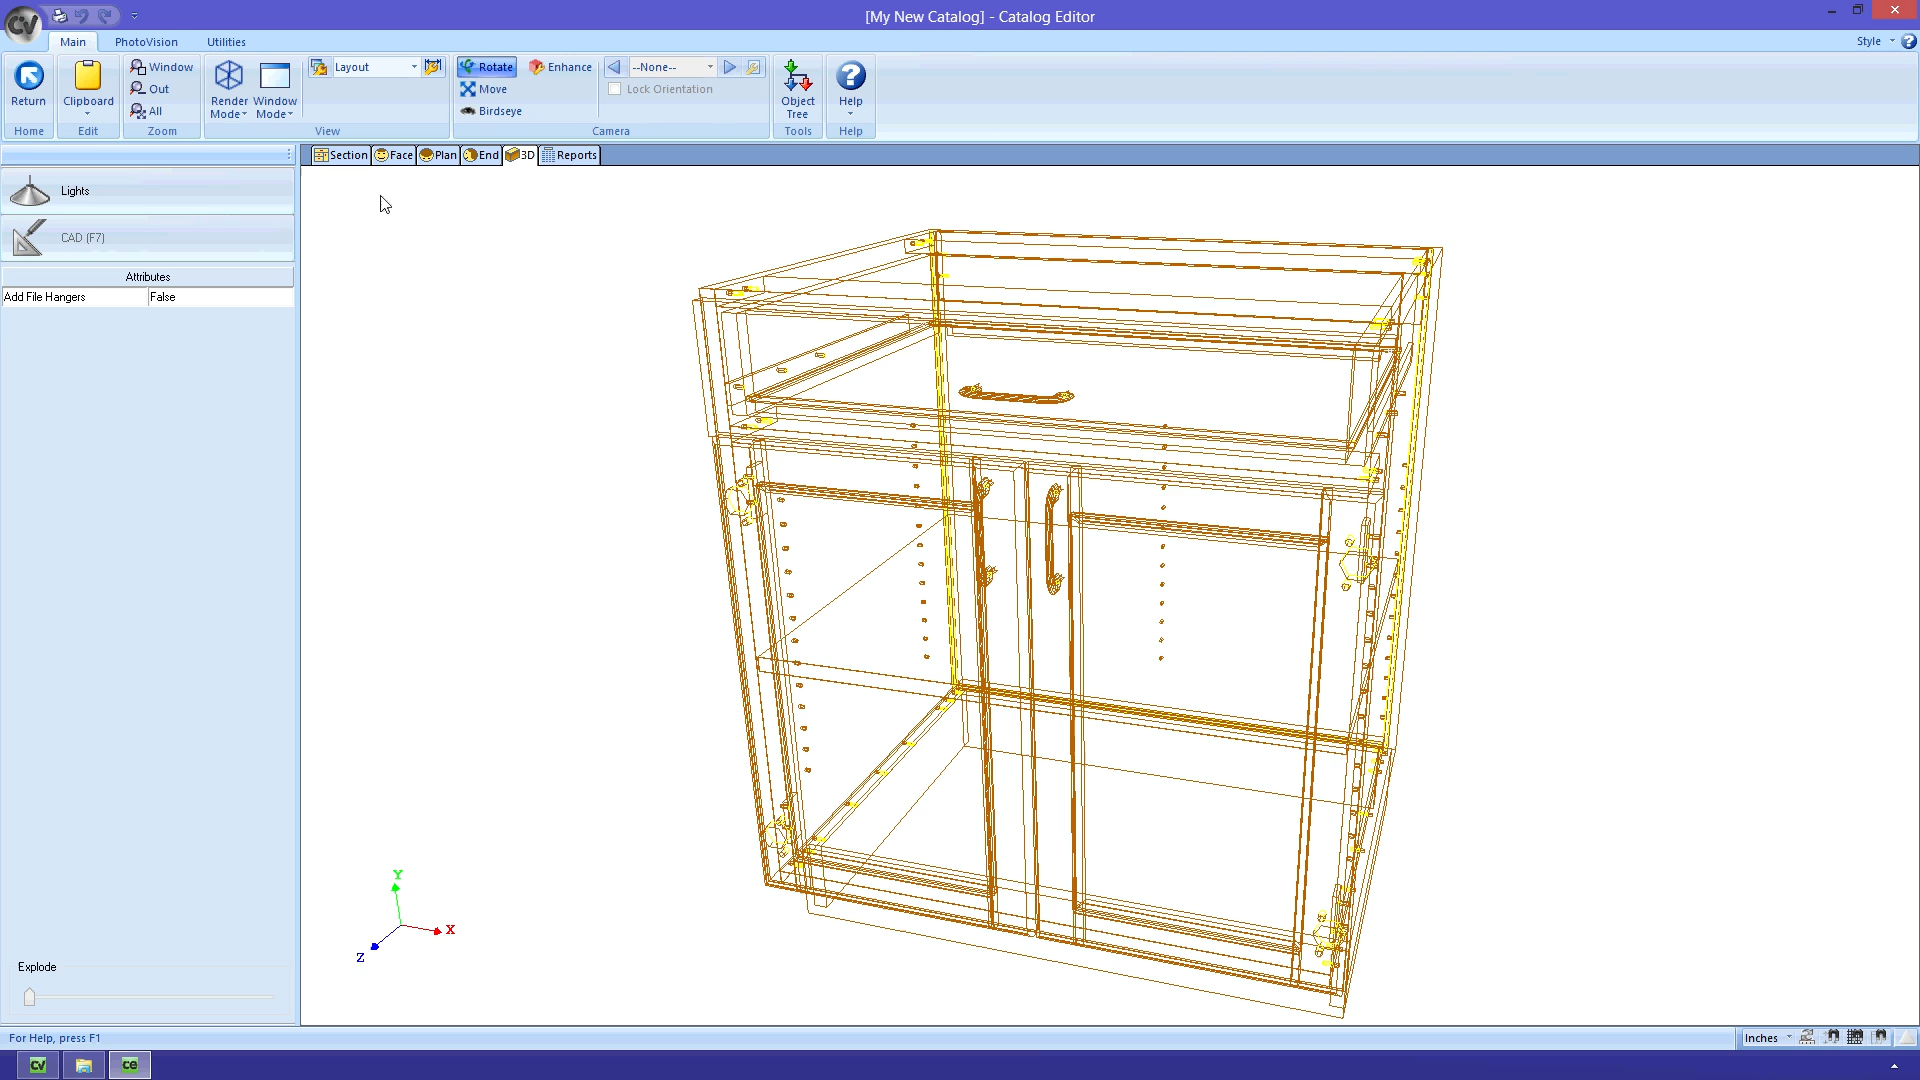 [My New Catalog] - Catalog Editor
Main PhotoVision Utilities Style
Return
Home
Clipboard
Edit
Window
Out
All
Zoom
Render Mode
Window Mode
Layout
View
Rotate
Enhance
Move
Birdseye
--None--
Lock Orientation
Camera
Object Tree
Tools
Help
Help
Section Face Plan End 3D Reports
Lights
CAD (F7)
Attributes
Add File Hangers False
Y
X
Z
Explode
For Help, press F1
Inches
CV
ce